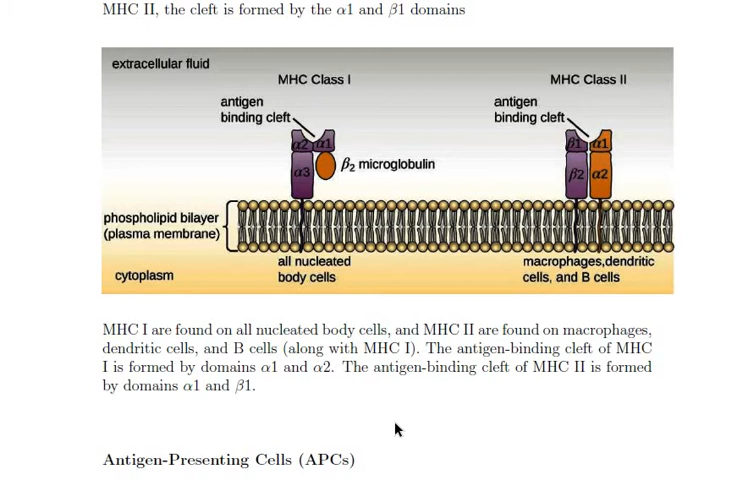 MHC II, the cleft is formed by the α1 and β1 domains
extracellular fluid
MHC Class I
MHC Class II
antigen
binding cleft
antigen
binding cleft
α2 α1
β1 α1
α3
β2 microglobulin
β2 α2
phospholipid bilayer
(plasma membrane)
all nucleated
body cells
macrophages,dendritic
cells, and B cells
cytoplasm
MHC I are found on all nucleated body cells, and MHC II are found on macrophages,
dendritic cells, and B cells (along with MHC I). The antigen-binding cleft of MHC
I is formed by domains α1 and α2. The antigen-binding cleft of MHC II is formed
by domains α1 and β1.
Antigen-Presenting Cells (APCs)